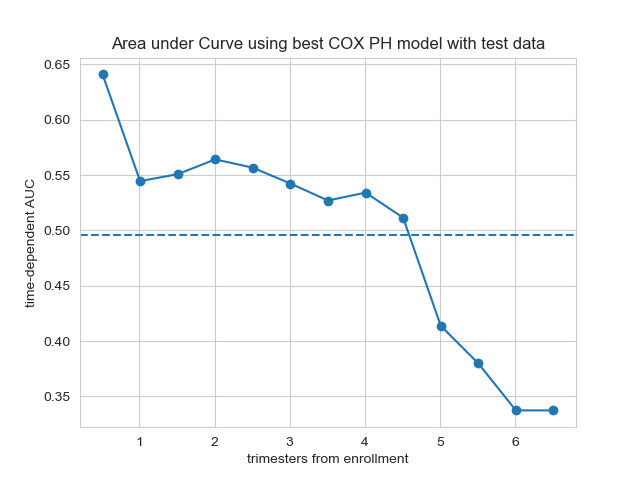 Area under Curve using best COX PH model with test data
0.65
0.60
0.55
0.50
0.45
0.40
0.35
time-dependent AUC
1 2 3 4 5 6
trimesters from enrollment